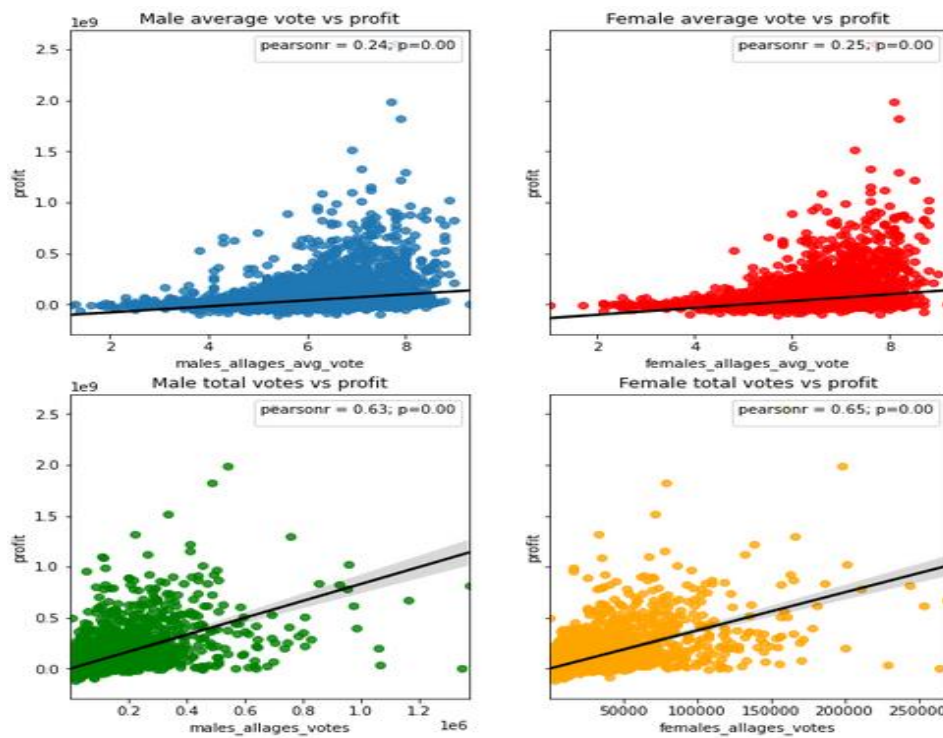 Male average vote vs profit
1e9
pearsonr = 0.24; p=0.00
2.5
2.0
1.5
1.0
0.5
0.0
profit
2
4
6
8
males_allages_avg_vote
Female average vote vs profit
pearsonr = 0.25; p=0.00
profit
2
4
6
8
females_allages_avg_vote
Male total votes vs profit
1e9
pearsonr = 0.63; p=0.00
2.5
2.0
1.5
1.0
0.5
0.0
profit
0.2
0.4
0.6
0.8
1.0
1.2
1e6
males_allages_votes
Female total votes vs profit
pearsonr = 0.65; p=0.00
profit
50000
100000
150000
200000
females_allages_votes